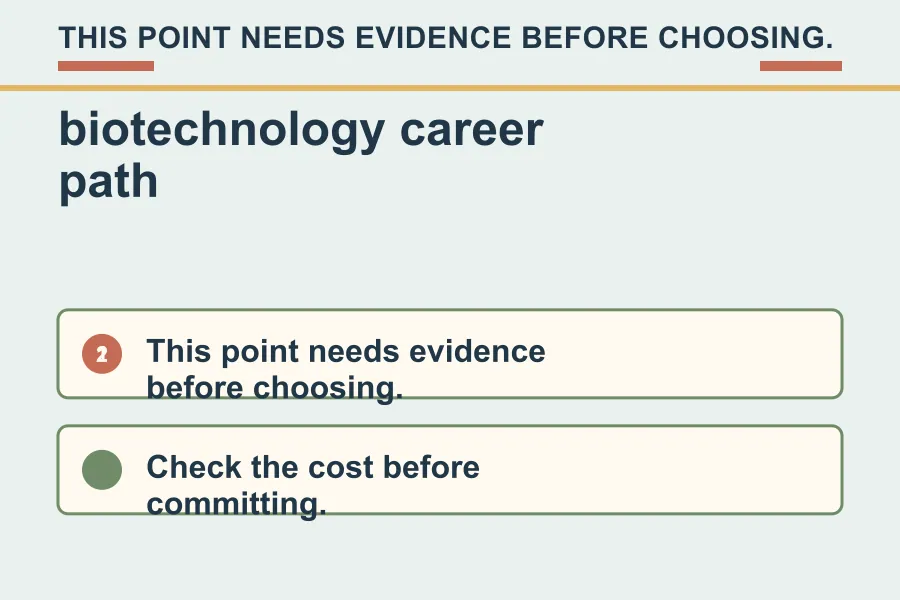 THIS POINT NEEDS EVIDENCE BEFORE CHOOSING.
biotechnology career
path
2 This point needs evidence
before choosing.
Check the cost before
committing.